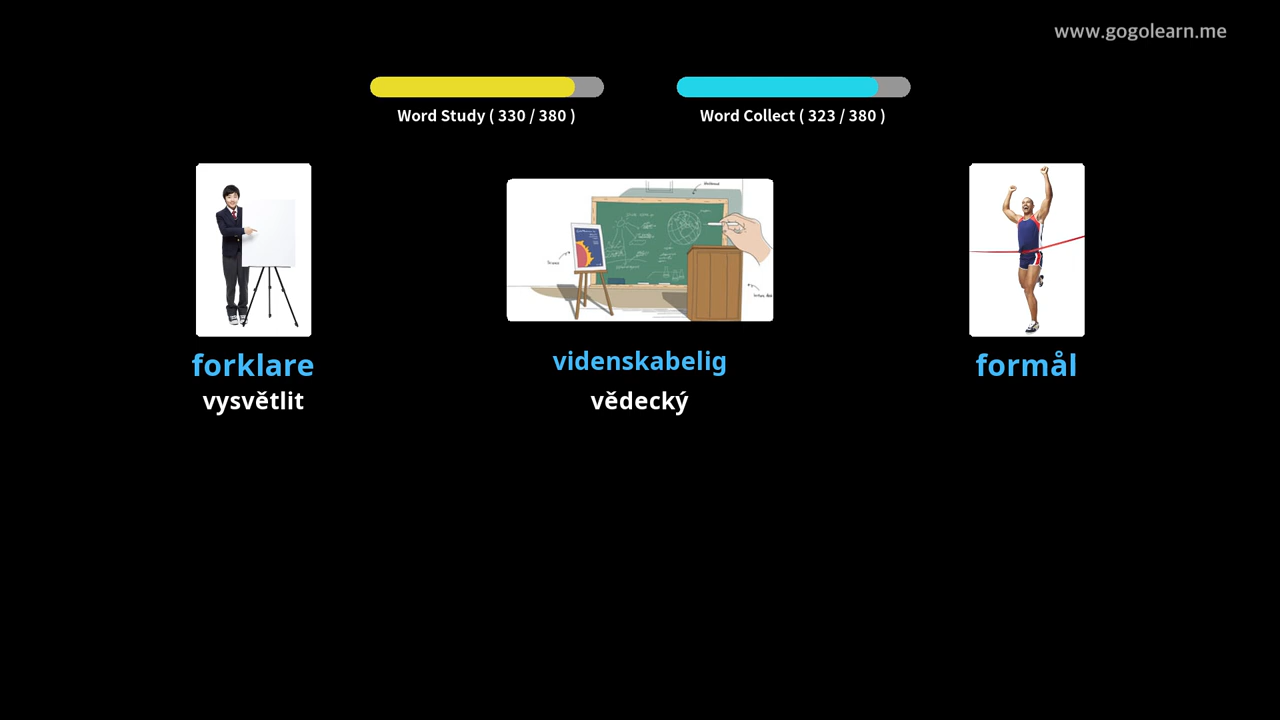 www.gogolearn.me
Word Study ( 330 / 380 )
Word Collect ( 323 / 380 )
forklare
vysvětlit
videnskabelig
vědecký
formål